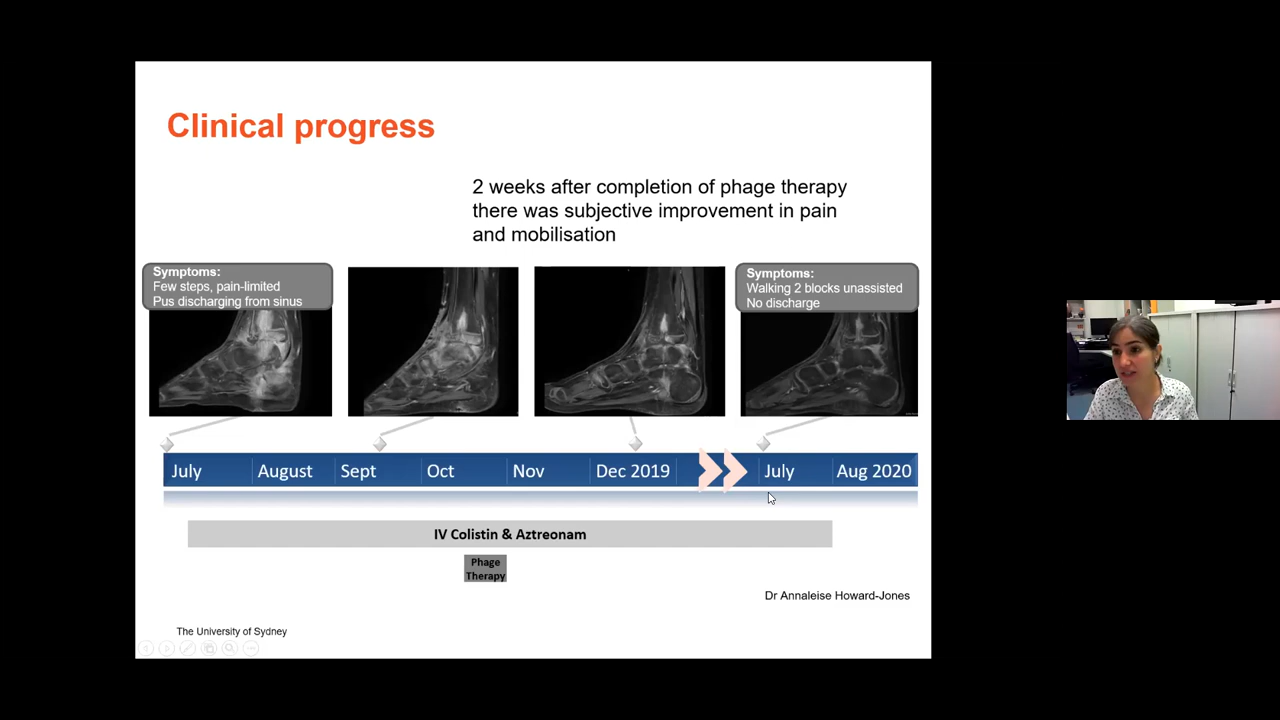 Clinical progress
2 weeks after completion of phage therapy
there was subjective improvement in pain
and mobilisation
Symptoms:
Few steps, pain-limited
Pus discharging from sinus
Symptoms:
Walking 2 blocks unassisted
No discharge
July
August
Sept
Oct
Nov
Dec 2019
July
Aug 2020
IV Colistin & Aztreonam
Phage
Therapy
Dr Annaleise Howard-Jones
The University of Sydney